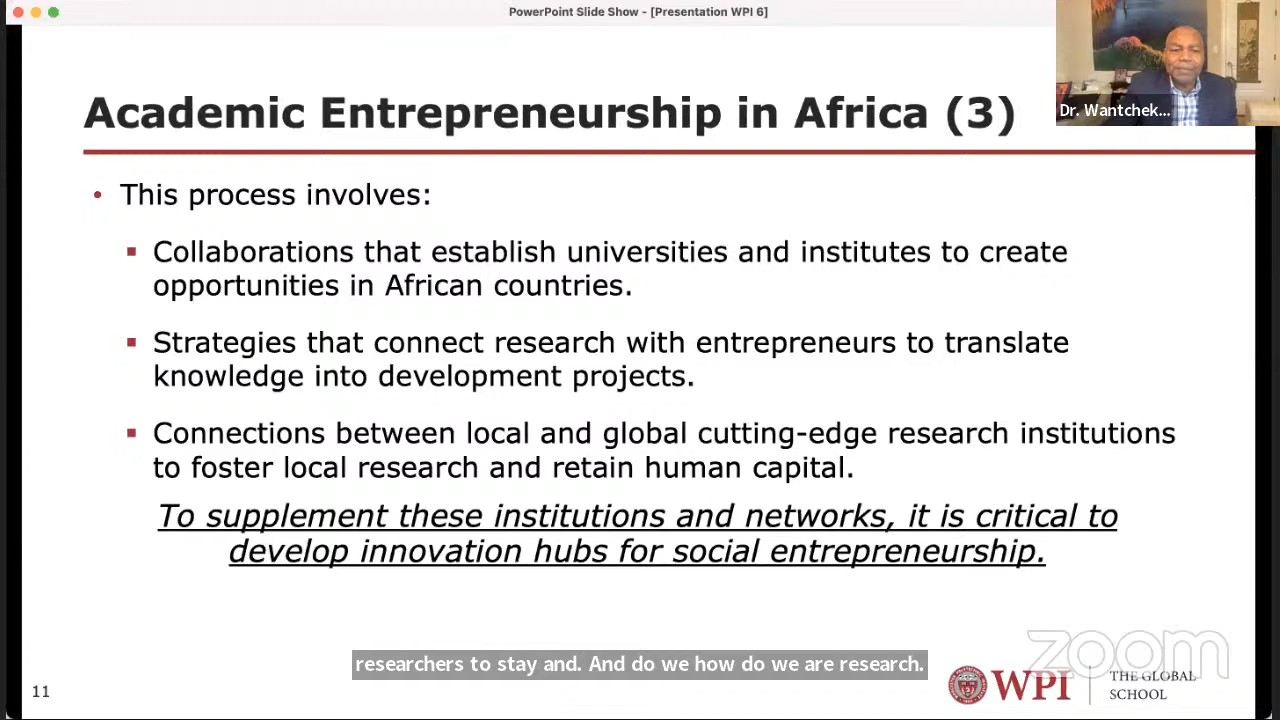 PowerPoint Slide Show - [Presentation WPI 6]
Dr. Wantchek...
Academic Entrepreneurship in Africa (3)
• This process involves:
▪ Collaborations that establish universities and institutes to create
opportunities in African countries.
▪ Strategies that connect research with entrepreneurs to translate
knowledge into development projects.
▪ Connections between local and global cutting-edge research institutions
to foster local research and retain human capital.
To supplement these institutions and networks, it is critical to
develop innovation hubs for social entrepreneurship.
researchers to stay and. And do we how do we are research.
zoom
WPI
THE GLOBAL
SCHOOL
11